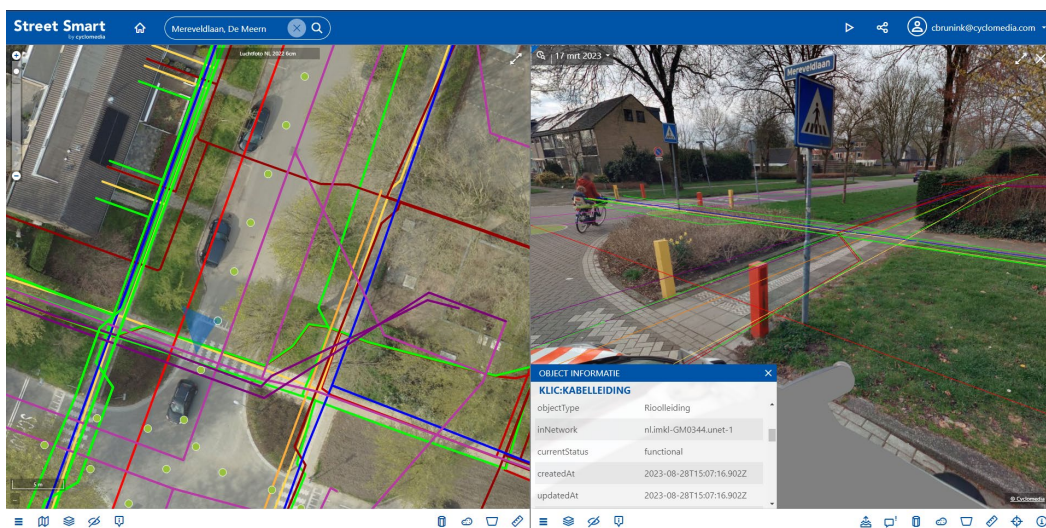 Street Smart
by cyclomedia
Mereveldlaan, De Meern
cbrunink@cyclomedia.com
Luchtfoto NL 2022 8cm
17 mrt 2023
Mereveldlaan
OBJECT INFORMATIE
KLIC:KABELLEIDING
objectType Rioolleiding
inNetwork nl.imkl-GM0344.unet-1
currentStatus functional
createdAt 2023-08-28T15:07:16.902Z
updatedAt 2023-08-28T15:07:16.902Z
5 m
© Cyclomedia